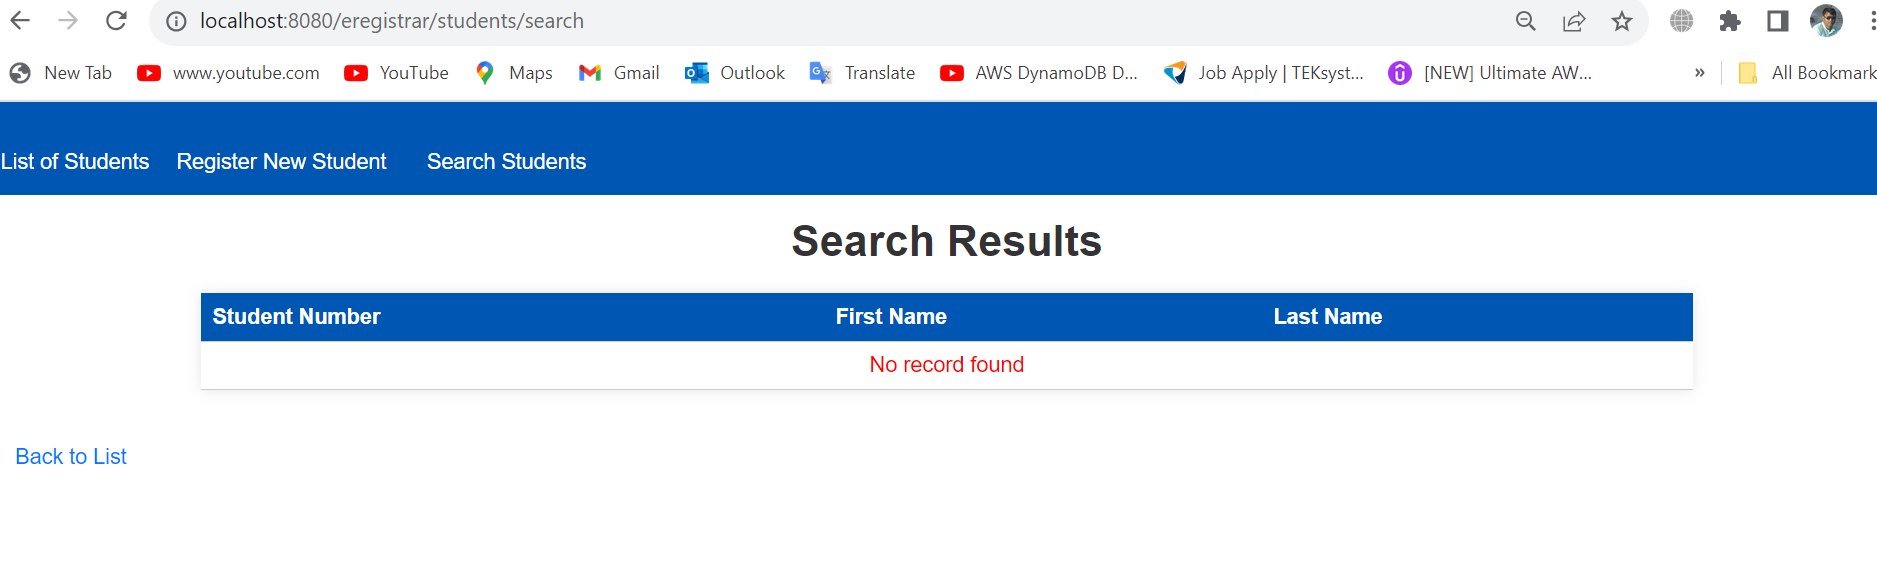 localhost:8080/eregistrar/students/search
New Tab www.youtube.com YouTube Maps Gmail Outlook Translate AWS DynamoDB D... Job Apply | TEKsyst... [NEW] Ultimate AW... » All Bookmark
List of Students Register New Student Search Students
Search Results
Student Number First Name Last Name
No record found
Back to List